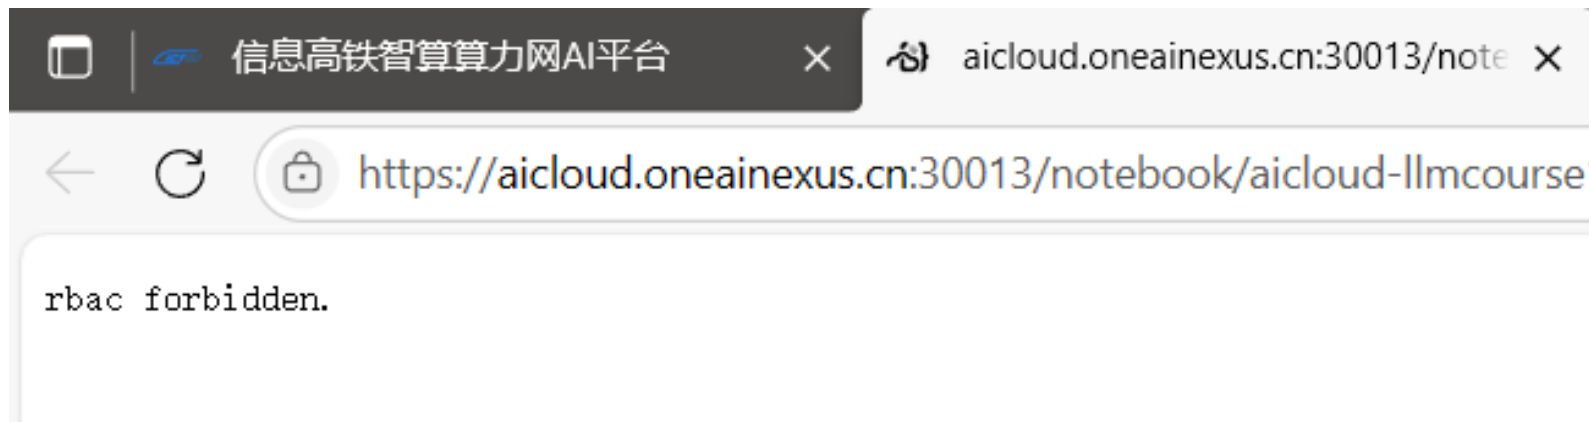 信息高铁智算算力网AI平台
aicloud.oneainexus.cn:30013/note
https://aicloud.oneainexus.cn:30013/notebook/aicloud-llmcourse
rbac forbidden.